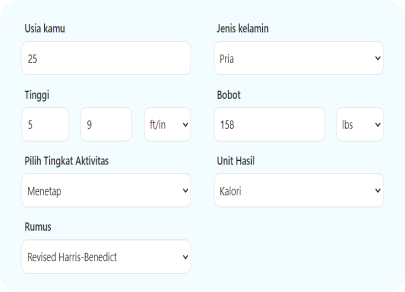 Usia kamu
Jenis kelamin
25
Pria
Tinggi
Bobot
5
9
ft/in
158
lbs
Pilih Tingkat Aktivitas
Unit Hasil
Menetap
Kalori
Rumus
Revised Harris-Benedict